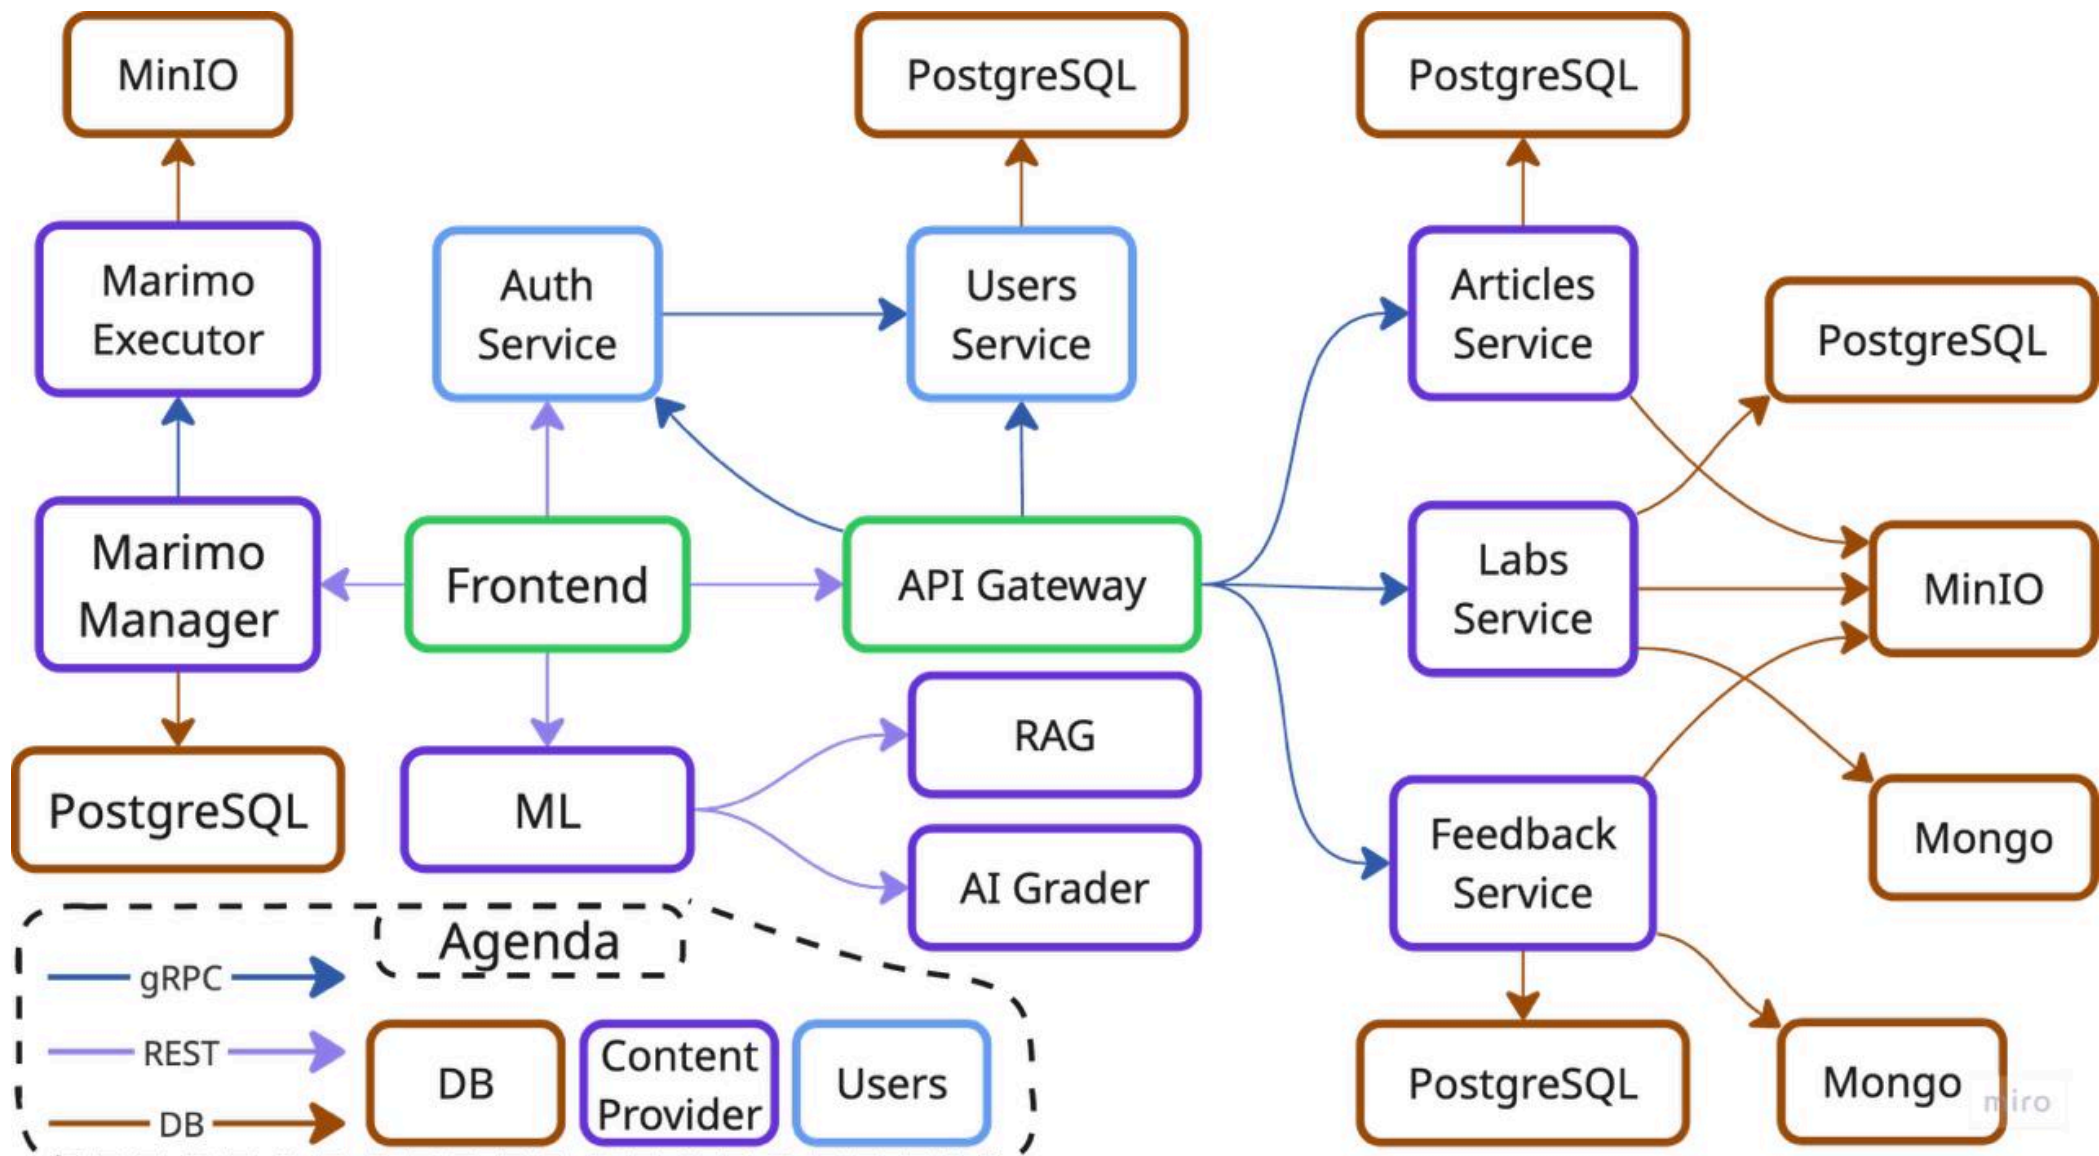 MinIO
PostgreSQL
PostgreSQL
Marimo
Executor
Auth
Service
Users
Service
Articles
Service
PostgreSQL
Marimo
Manager
Frontend
API Gateway
Labs
Service
MinIO
RAG
PostgreSQL
ML
AI Grader
Feedback
Service
Mongo
Agenda
gRPC
REST
DB
DB
Content
Provider
Users
PostgreSQL
Mongo
miro